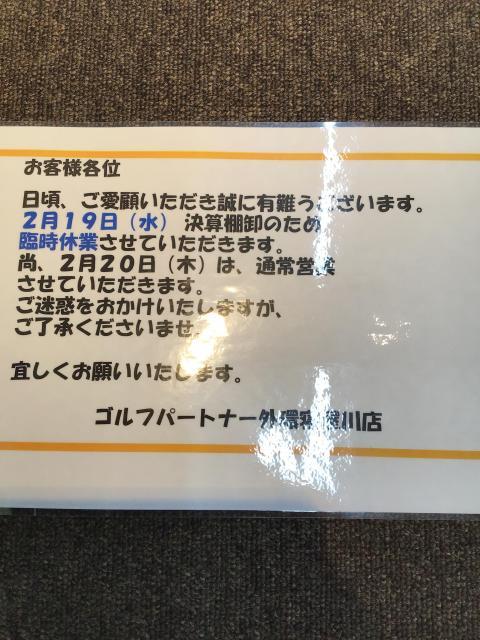 お客様各位
日頃、ご愛顧いただき誠に有難うございます。
2月19日（水）決算棚卸のため
臨時休業させていただきます。
尚、2月20日（木）は、通常営業
させていただきます。
ご迷惑をおかけいたしますが、
ご了承くださいませ。
宜しくお願いいたします。
ゴルフパートナー外環 川店